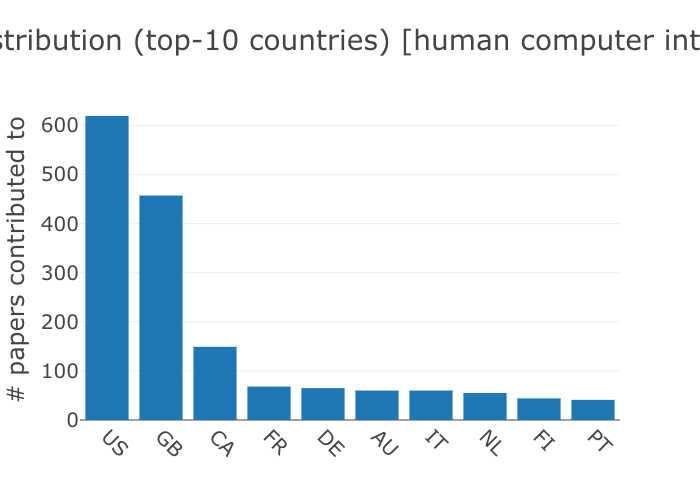 stribution (top-10 countries) [human computer int
# papers contributed to
600
500
400
300
200
100
0
US
GB
CA
FR
DE
AU
IT
NL
FI
PT